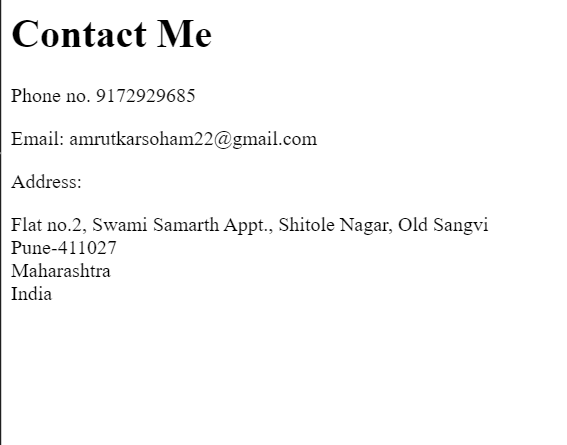 Contact Me
Phone no. 9172929685
Email: amrutkarsoham22@gmail.com
Address:
Flat no.2, Swami Samarth Appt., Shitole Nagar, Old Sangvi
Pune-411027
Maharashtra
India